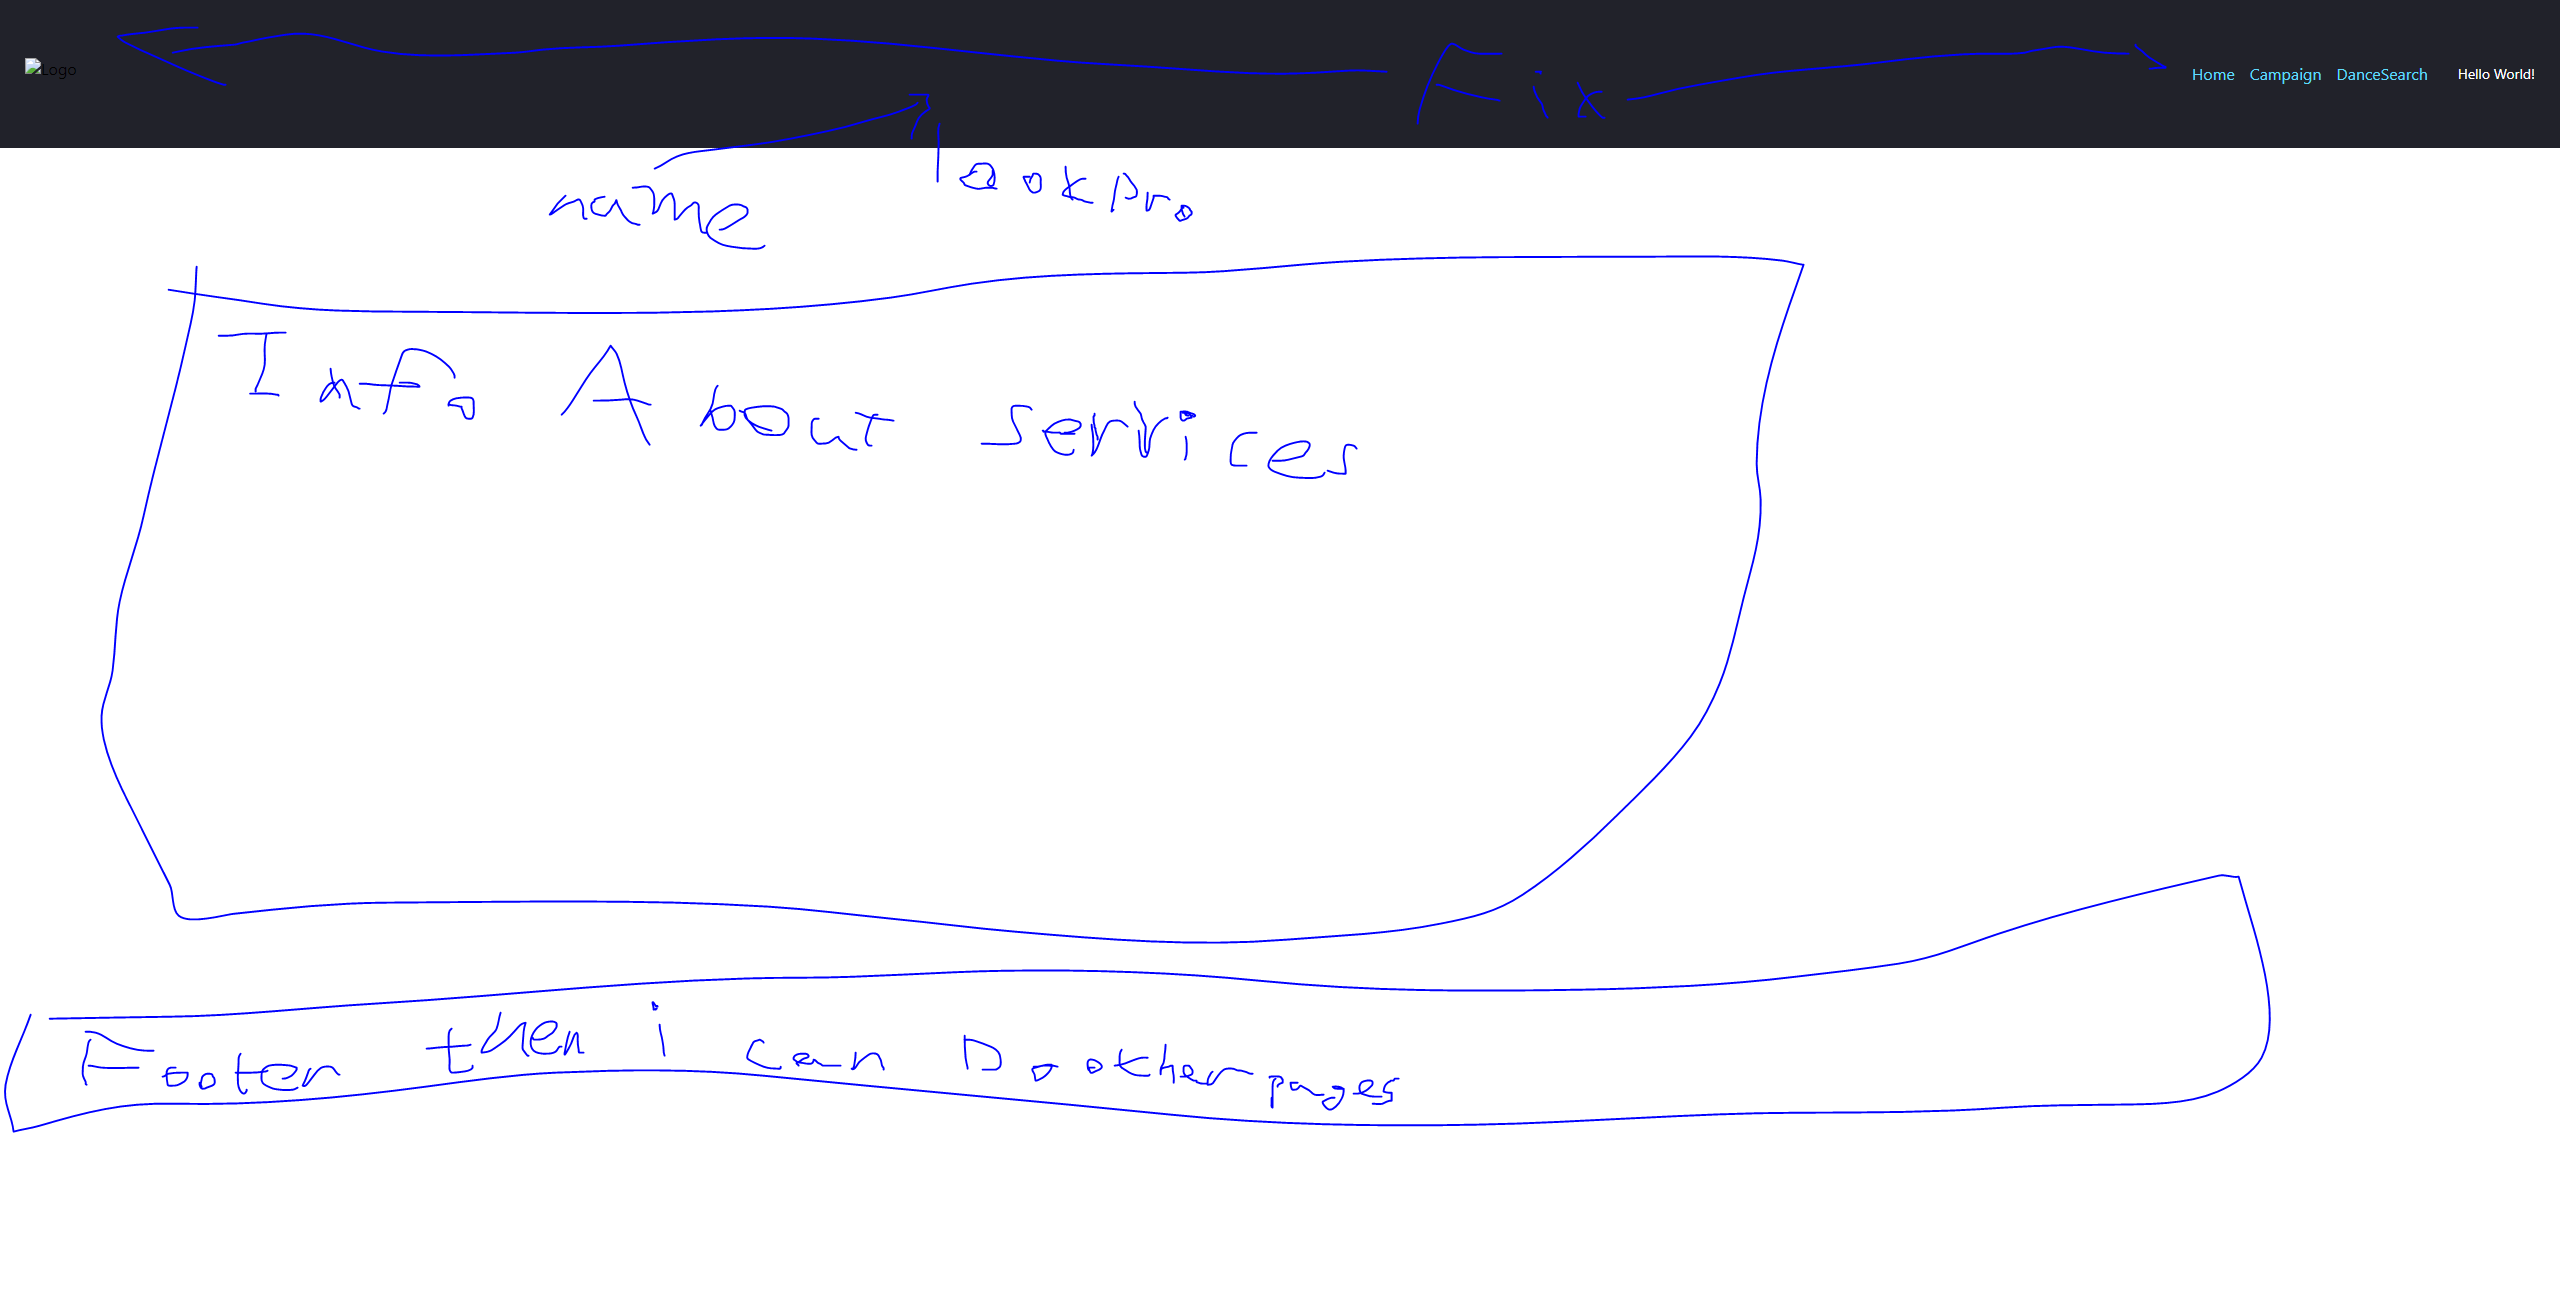 Logo
Fix
Home Campaign DanceSearch Hello World!
name
look pro
Info About services
Footer then i can Do other pages